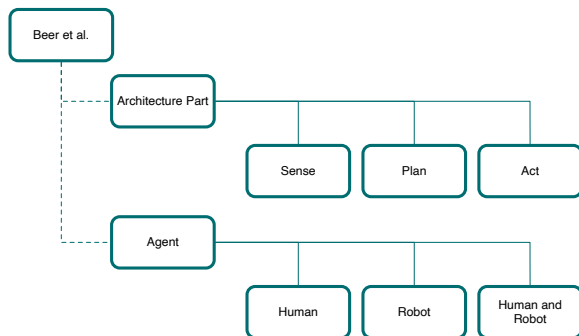 Beer et al.
Architecture Part
Sense
Plan
Act
Agent
Human
Robot
Human and
Robot